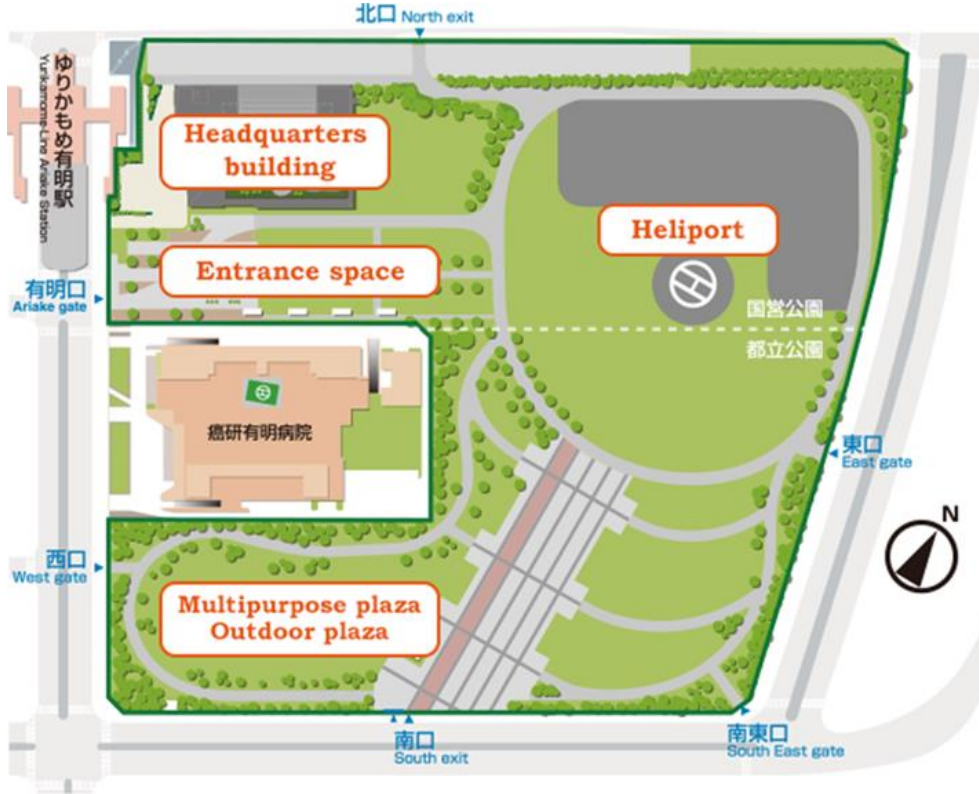 北口 North exit
ゆりかもめ有明駅
Yurikamome-Line Ariake Station
Headquarters
building
Heliport
Entrance space
有明口
Ariake gate
国営公園
都立公園
癌研有明病院
東口
East gate
N
西口
West gate
Multipurpose plaza
Outdoor plaza
南口
South exit
南東口
South East gate